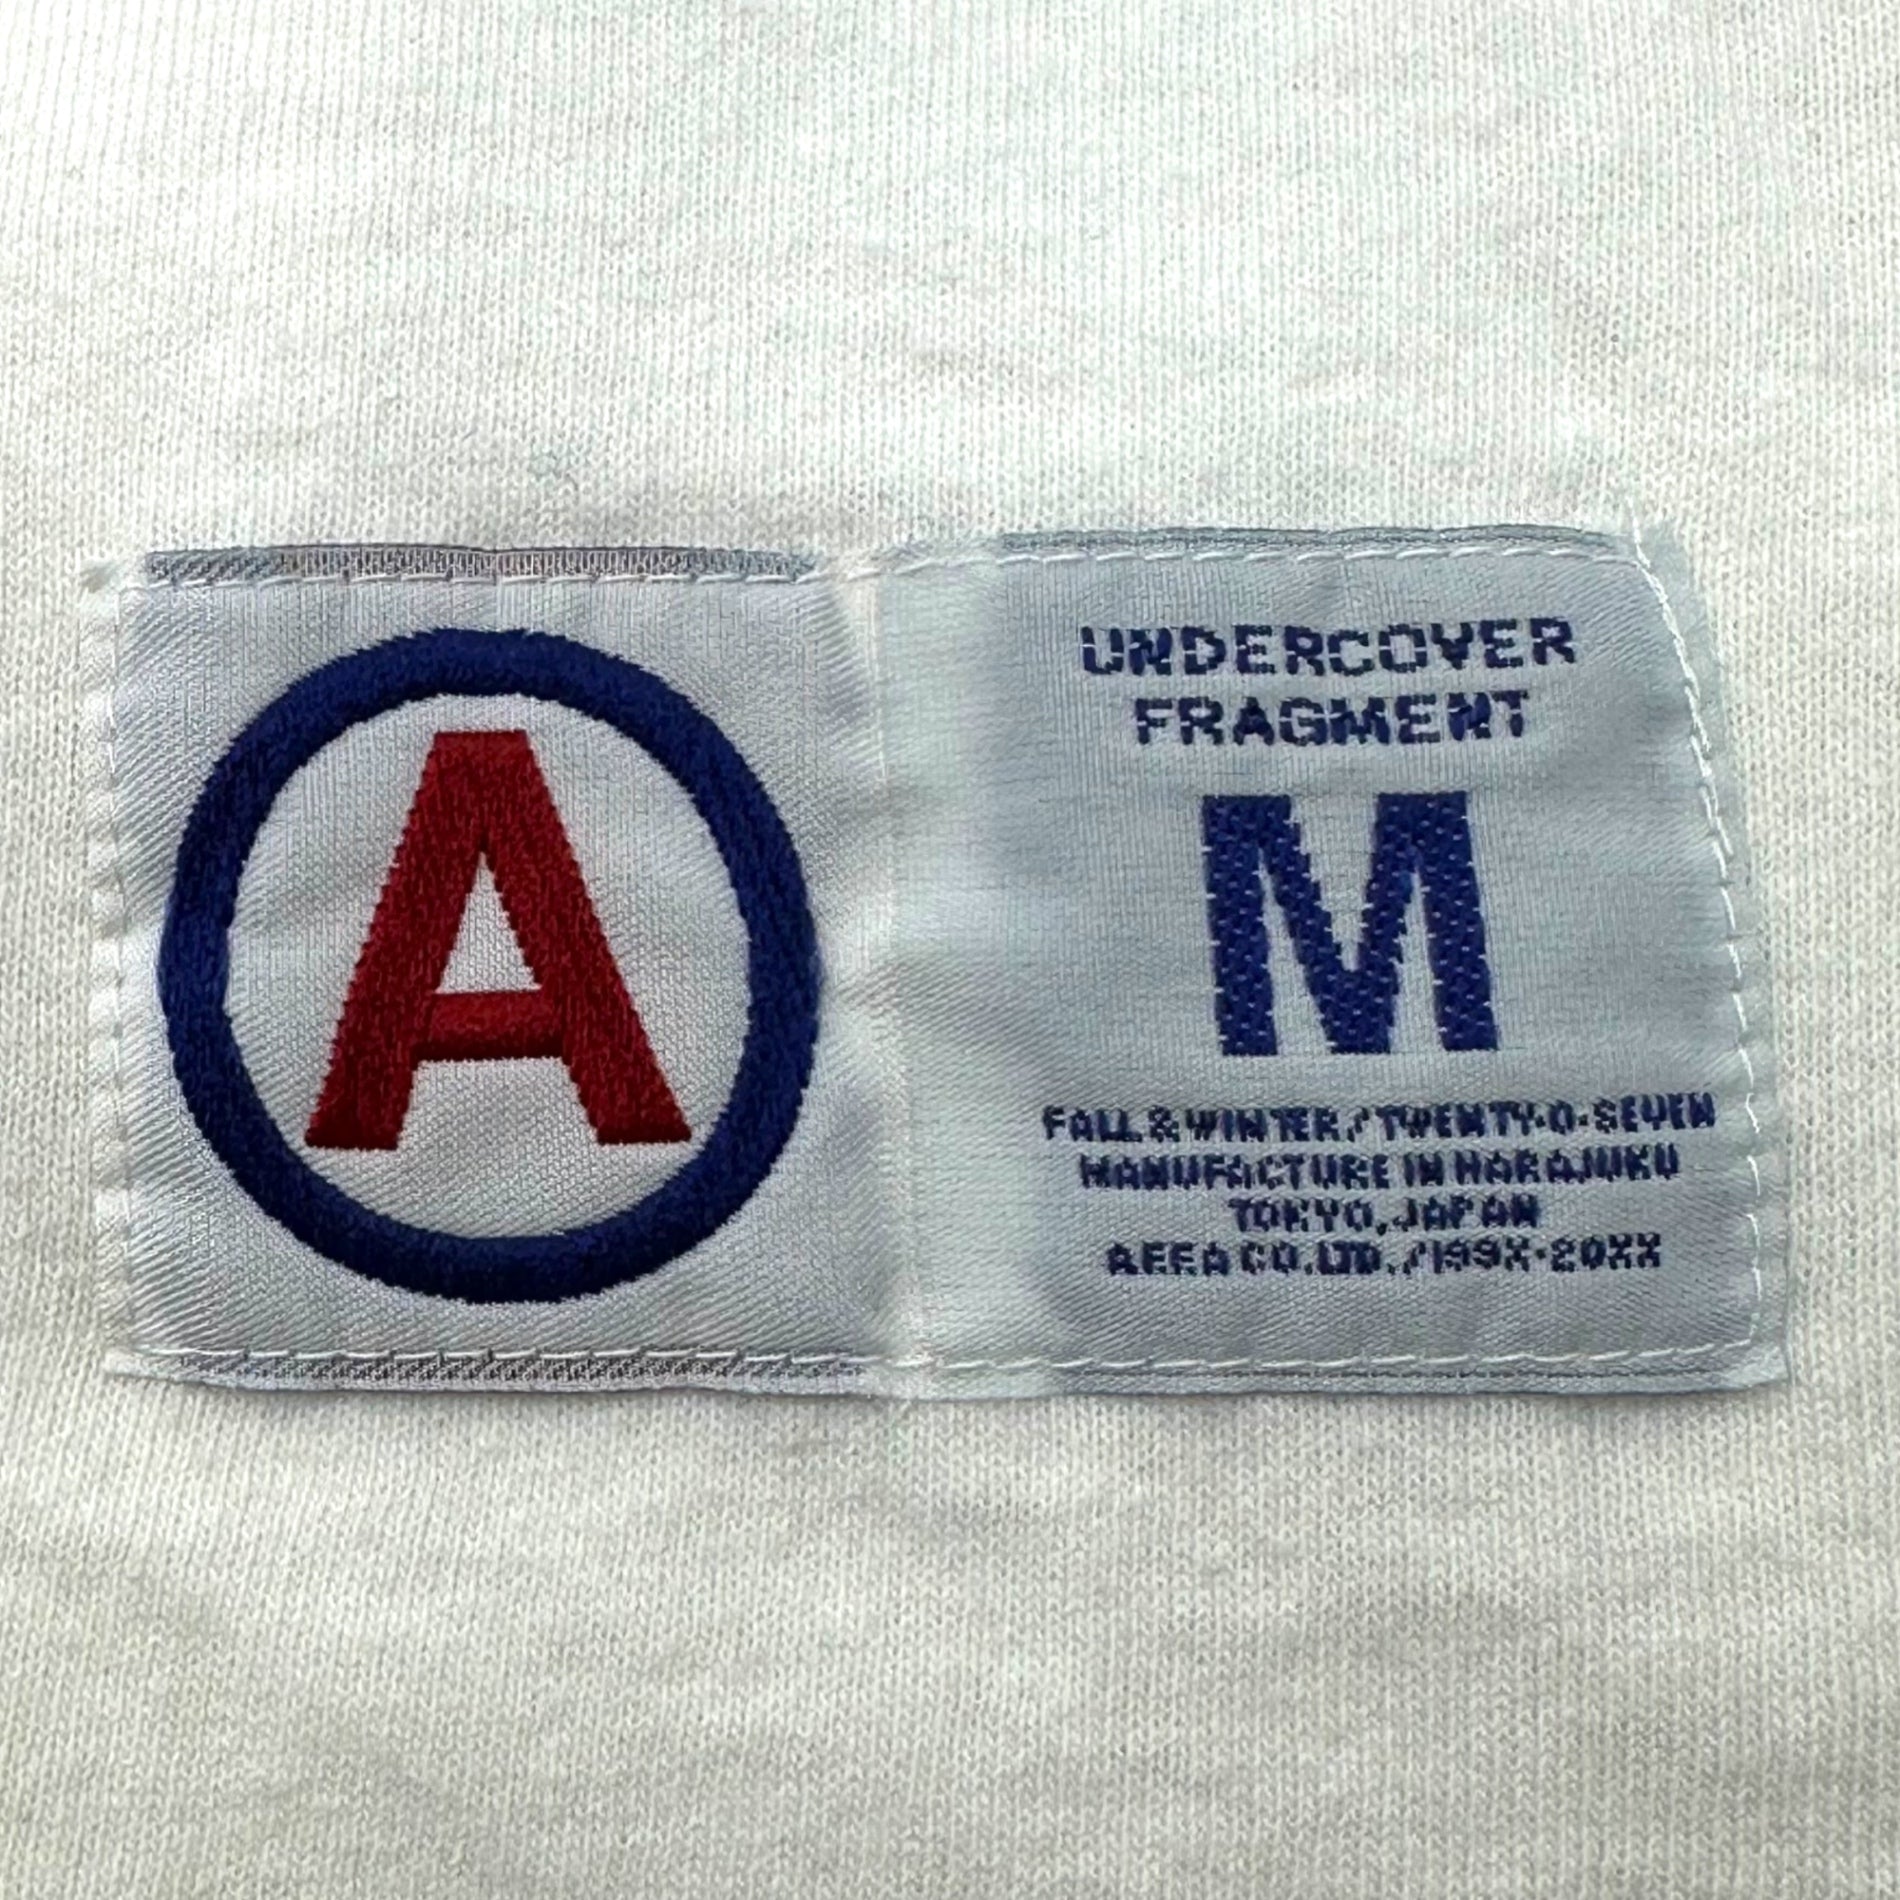 A
UNDERCOVER
FRAGMENT
M
FALL & WINTER / TWENTY-O-SEVEN
MANUFACTURE IN HARAJUKU
TOKYO, JAPAN
AFFA CO. LTD. / 199X-20XX